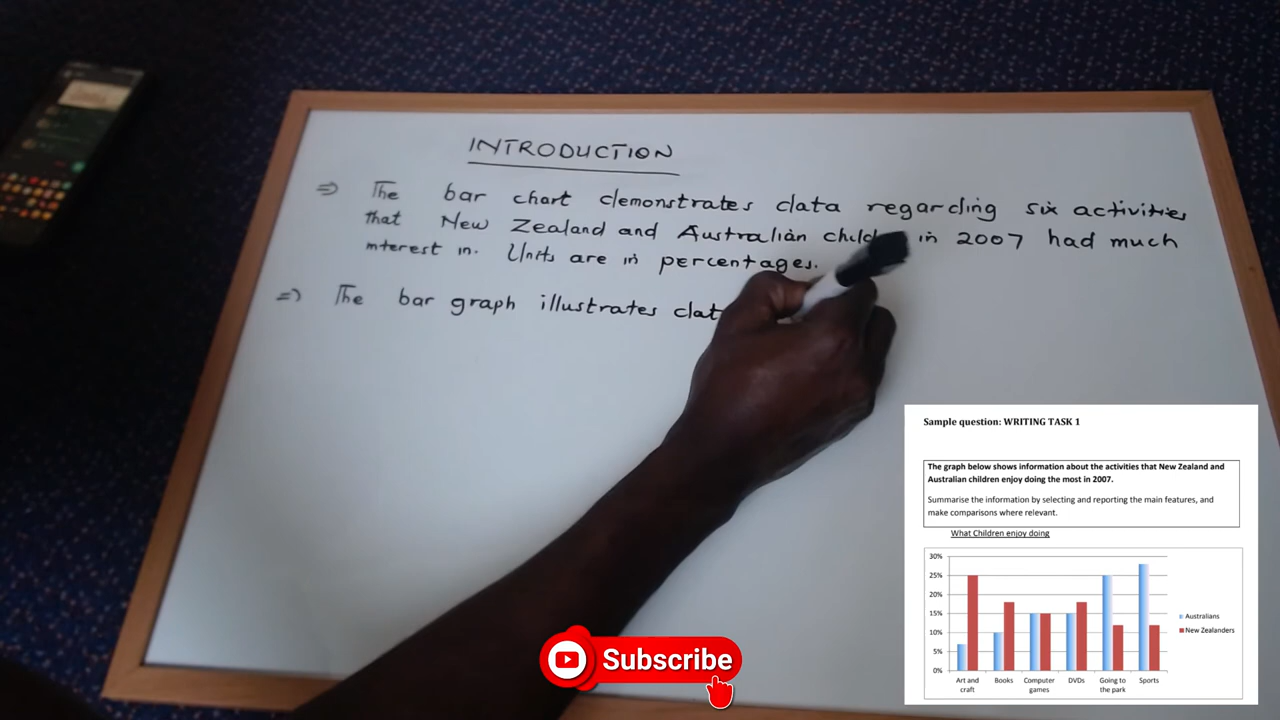 INTRODUCTION
=> The bar chart demonstrates data regarding six activities
that New Zealand and Australian in 2007 had much
interest in. Units are in percentages.
=> The bar graph illustrates
Subscribe
Sample question: WRITING TASK 1
The graph below shows information about the activities that New Zealand and
Australian children enjoy doing the most in 2007.
Summarise the information by selecting and reporting the main features, and
make comparisons where relevant.
What Children enjoy doing
30%
25%
20%
15%
10%
5%
0%
Art and
craft
Books
Computer
games
DVDs
Going to
the park
Sports
Australians
New Zealanders